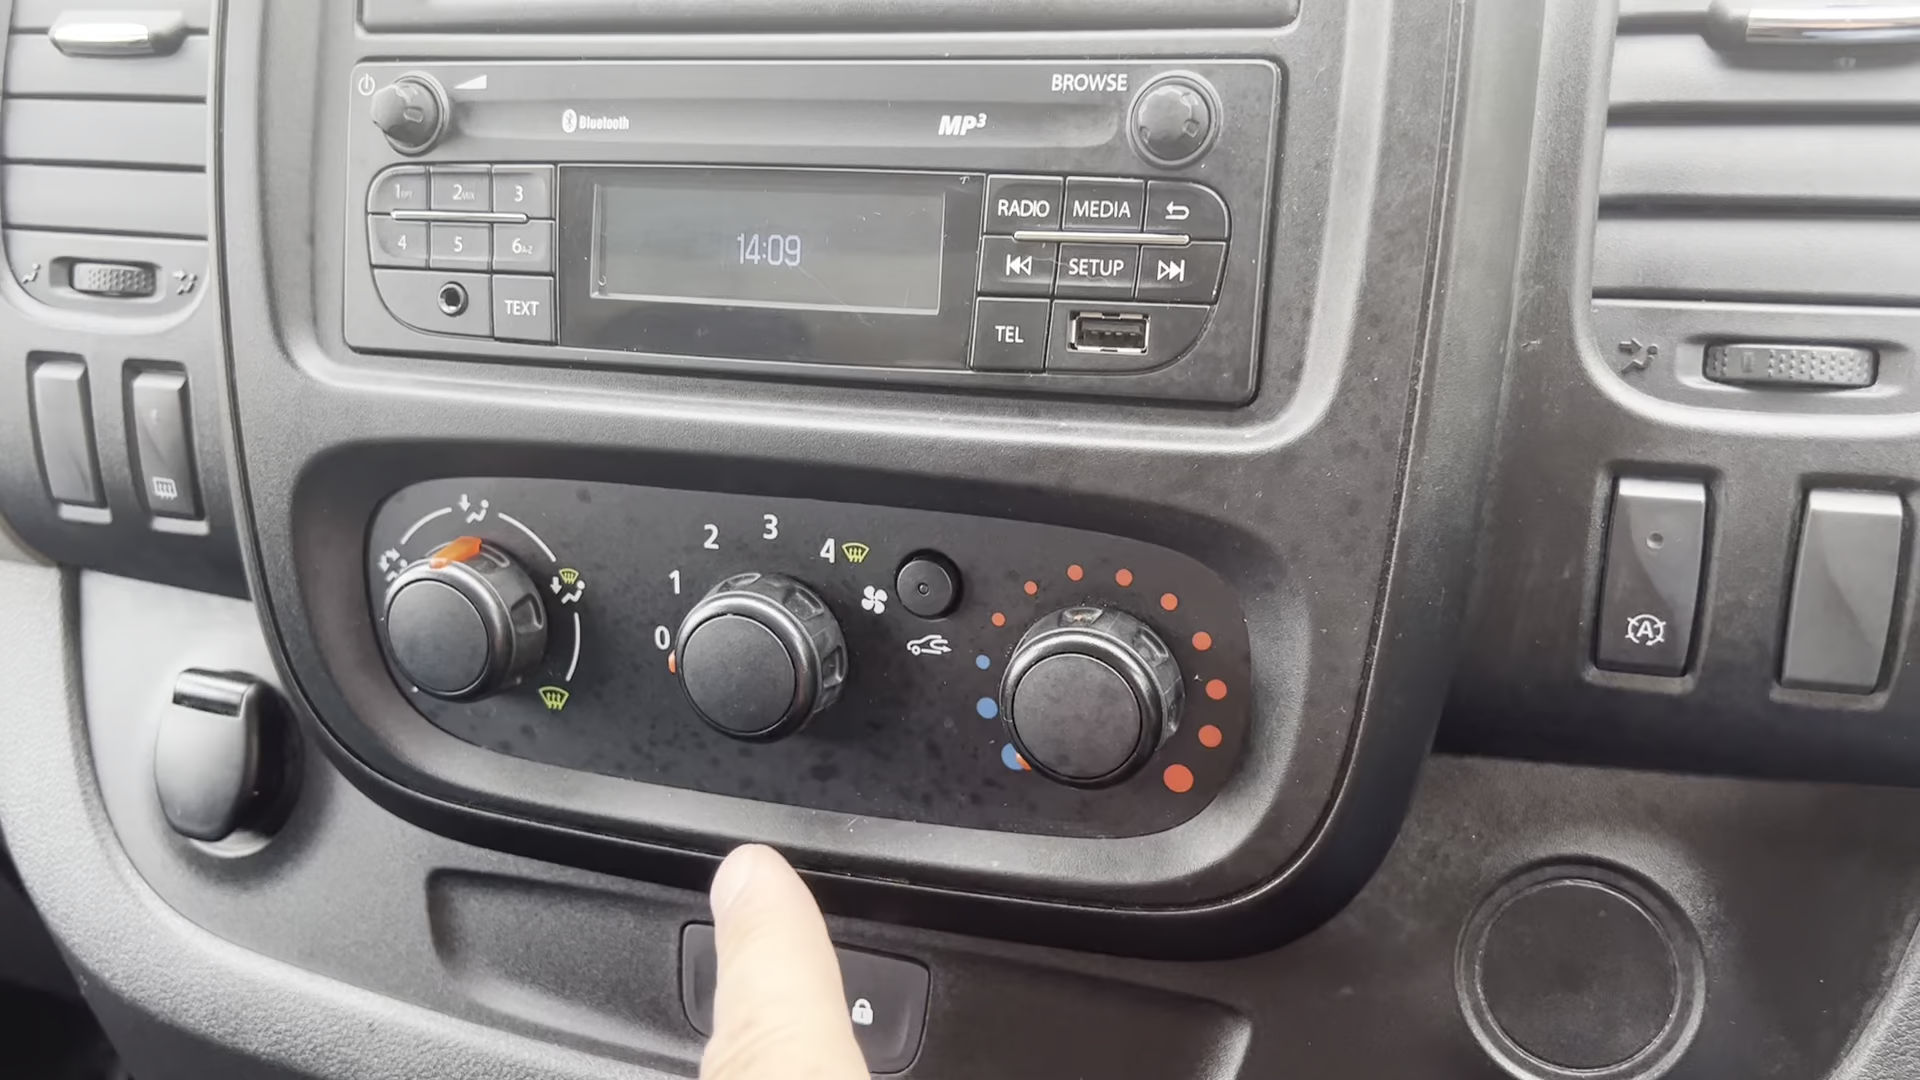 BROWSE
Bluetooth
MP3
1 2 3
4 5 6
TEXT
14:09
RADIO MEDIA
SETUP
TEL
0 1 2 3 4
A